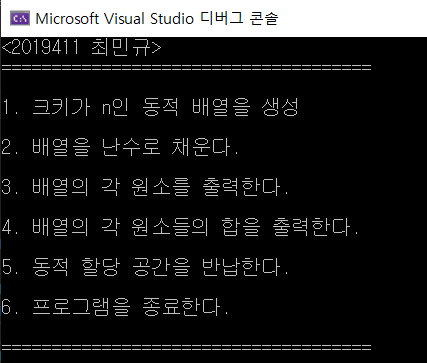 Microsoft Visual Studio 디버그 콘솔
<2019411 최민규>
=====================================
1. 크키가 n인 동적 배열을 생성
2. 배열을 난수로 채운다.
3. 배열의 각 원소를 출력한다.
4. 배열의 각 원소들의 합을 출력한다.
5. 동적 할당 공간을 반납한다.
6. 프로그램을 종료한다.
=====================================